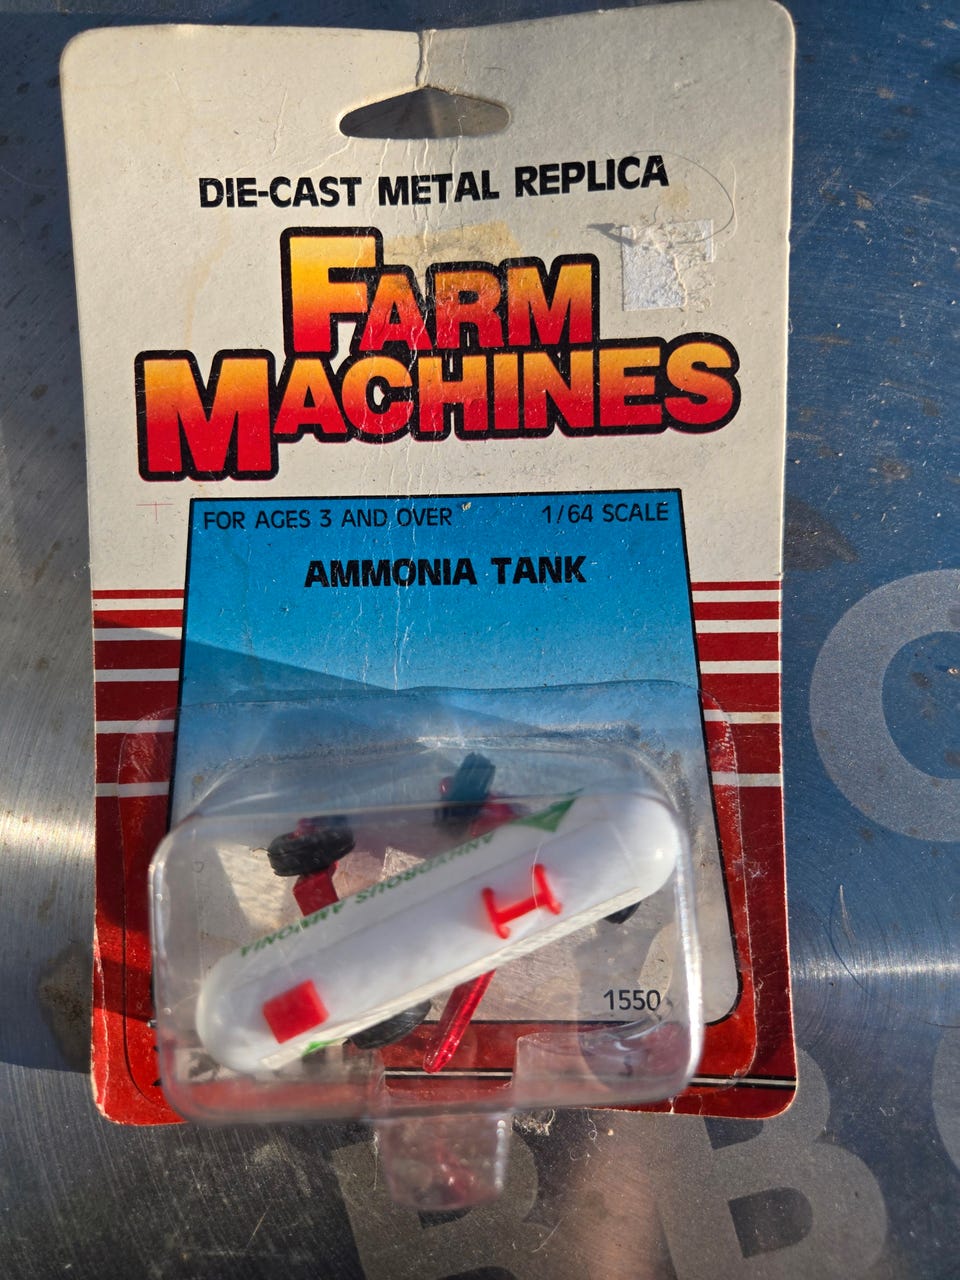 DIE-CAST METAL REPLICA
FARM
MACHINES
FOR AGES 3 AND OVER 1/64 SCALE
AMMONIA TANK
ANHYDROUS AMMONIA
1550